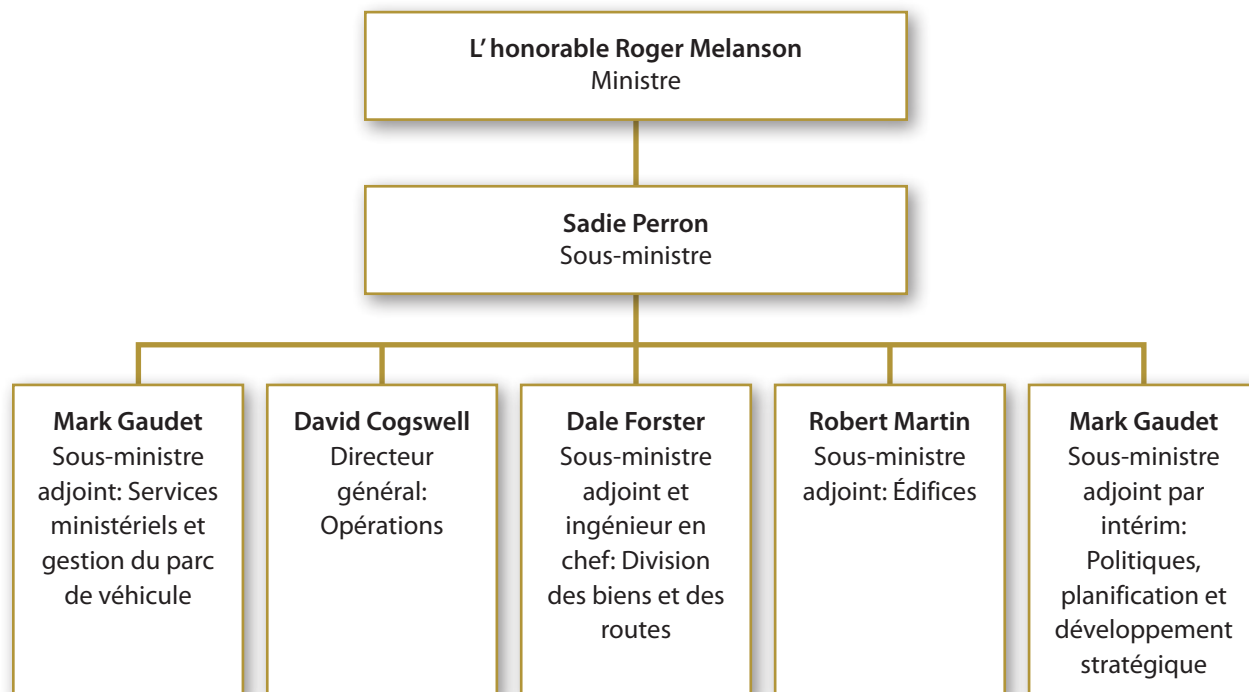 L’ honorable Roger Melanson
Ministre
Sadie Perron
Sous-ministre
Mark Gaudet
Sous-ministre
adjoint: Services
ministériels et
gestion du parc
de véhicule
David Cogswell
Directeur
général:
Opérations
Dale Forster
Sous-ministre
adjoint et
ingénieur en
chef: Division
des biens et des
routes
Robert Martin
Sous-ministre
adjoint: Édifices
Mark Gaudet
Sous-ministre
adjoint par
intérim:
Politiques,
planification et
développement
stratégique